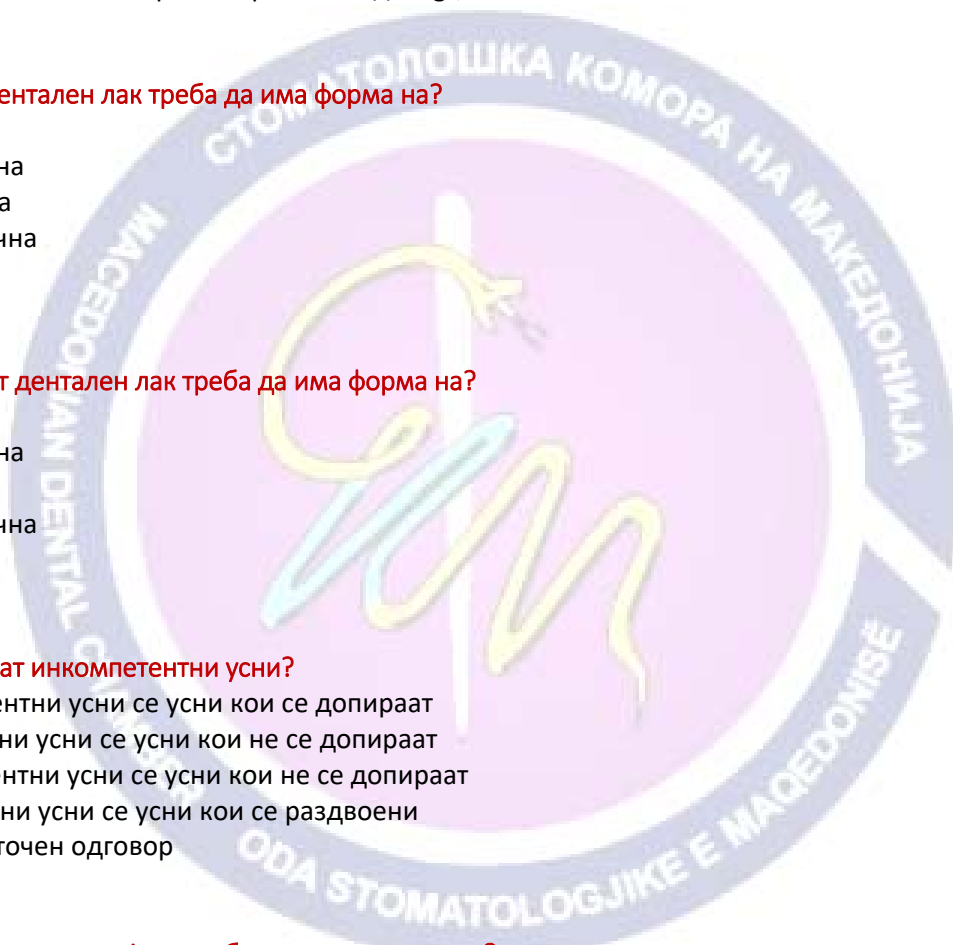 ентален лак треба да има форма на?
на
а
чна
т дентален лак треба да има форма на?
на
чна
ат инкомпетентни усни?
ентни усни се усни кои се допираат
ни усни се усни кои не се допираат
ентни усни се усни кои не се допираат
ни усни се усни кои се раздвоени
точен одговор
СТОМАТОЛОШКА КОМОРА НА МАКЕДОНИЈА
MACEDONIAN DENTAL CHAMBER
ODA STOMATOLOGJIKE E MAQEDONISË